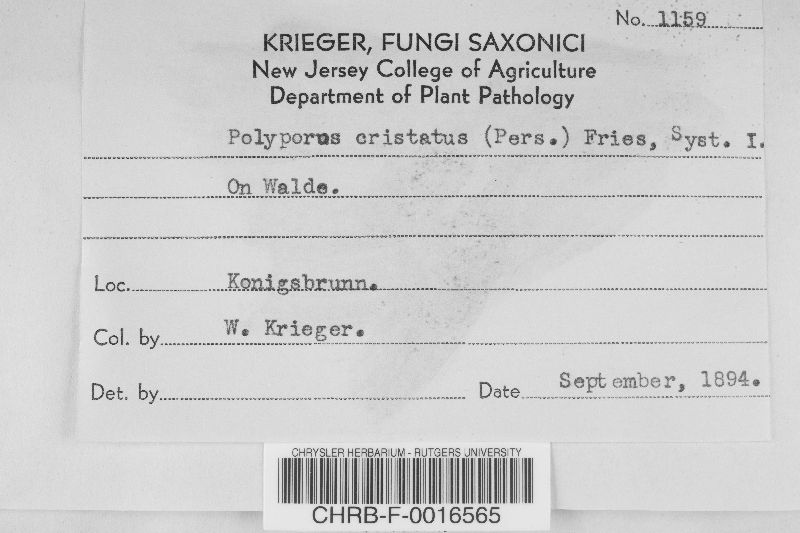 No. 1159
KRIEGER, FUNGI SAXONICI
New Jersey College of Agriculture
Department of Plant Pathology
Polyporus cristatus (Pers.) Fries, Syst. I.
On Walde.
Loc. Konigsbrunn.
Col. by W. Krieger.
Det. by
Date September, 1894.
CHRYSLER HERBARIUM - RUTGERS UNIVERSITY
CHRB-F-0016565